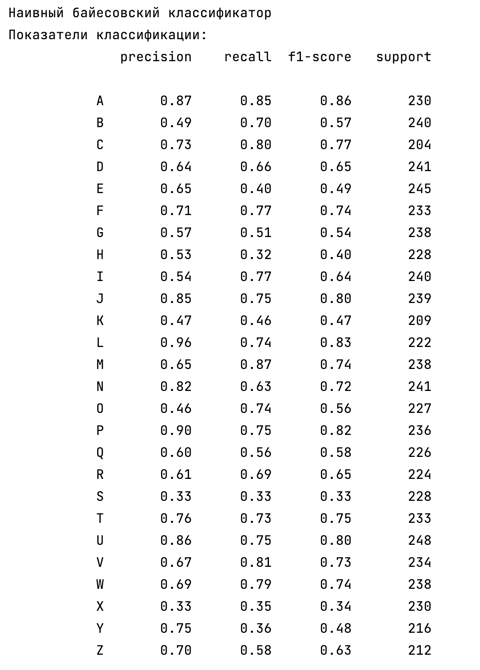 Наивный байесовский классификатор
Показатели классификации:
precision recall f1-score support
A 0.87 0.85 0.86 230
B 0.49 0.70 0.57 240
C 0.73 0.80 0.77 204
D 0.64 0.66 0.65 241
E 0.65 0.40 0.49 245
F 0.71 0.77 0.74 233
G 0.57 0.51 0.54 238
H 0.53 0.32 0.40 228
I 0.54 0.77 0.64 240
J 0.85 0.75 0.80 239
K 0.47 0.46 0.47 209
L 0.96 0.74 0.83 222
M 0.65 0.87 0.74 238
N 0.82 0.63 0.72 241
O 0.46 0.74 0.56 227
P 0.90 0.75 0.82 236
Q 0.60 0.56 0.58 226
R 0.61 0.69 0.65 224
S 0.33 0.33 0.33 228
T 0.76 0.73 0.75 233
U 0.86 0.75 0.80 248
V 0.67 0.81 0.73 234
W 0.69 0.79 0.74 238
X 0.33 0.35 0.34 230
Y 0.75 0.36 0.48 216
Z 0.70 0.58 0.63 212